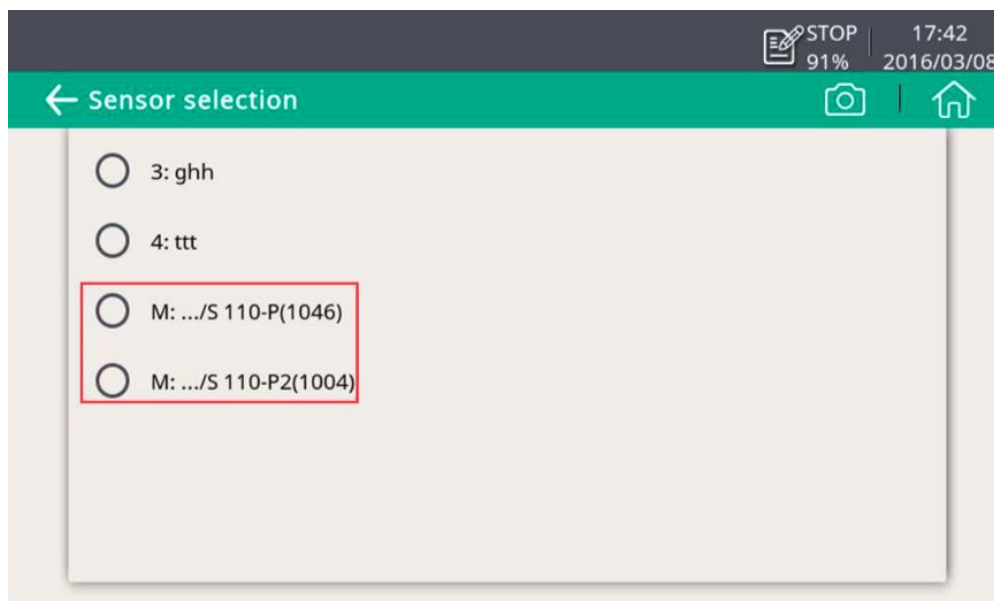 STOP 17:42
91% 2016/03/08
Sensor selection
3: ghh
4: ttt
M: .../S 110-P(1046)
M: .../S 110-P2(1004)